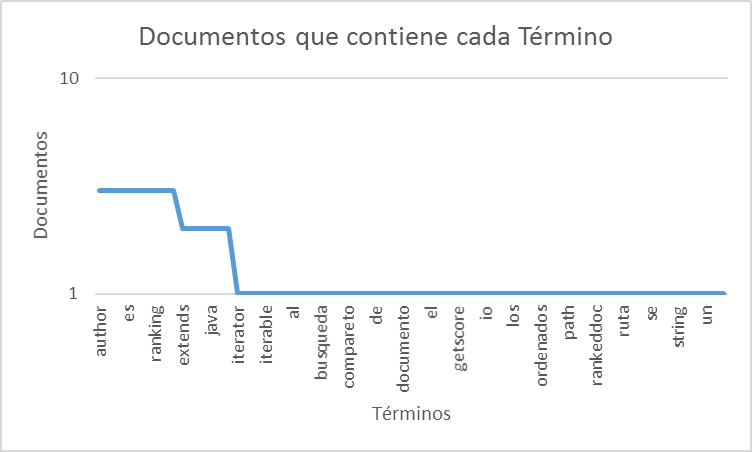 Documentos que contiene cada Término
10
1
Documentos
author
es
ranking
extends
java
iterator
iterable
al
busqueda
compareto
de
documento
el
getscore
io
los
ordenados
path
rankeddoc
ruta
se
string
un
Términos